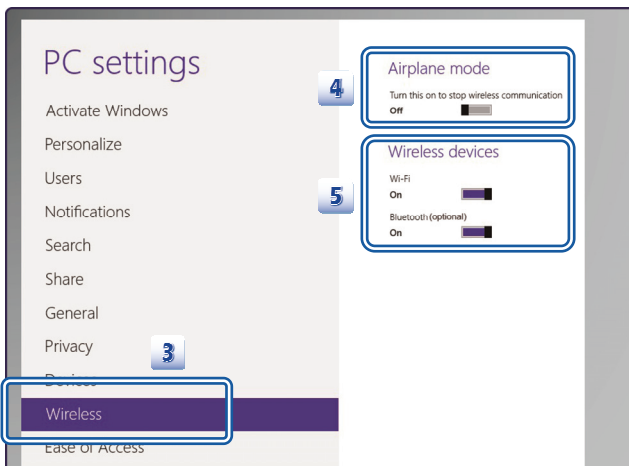 PC settings
Activate Windows
Personalize
Users
Notifications
Search
Share
General
Privacy
3
Devices
Wireless
Ease of Access
4
Airplane mode
Turn this on to stop wireless communication
Off
5
Wireless devices
Wi-Fi
On
Bluetooth (optional)
On